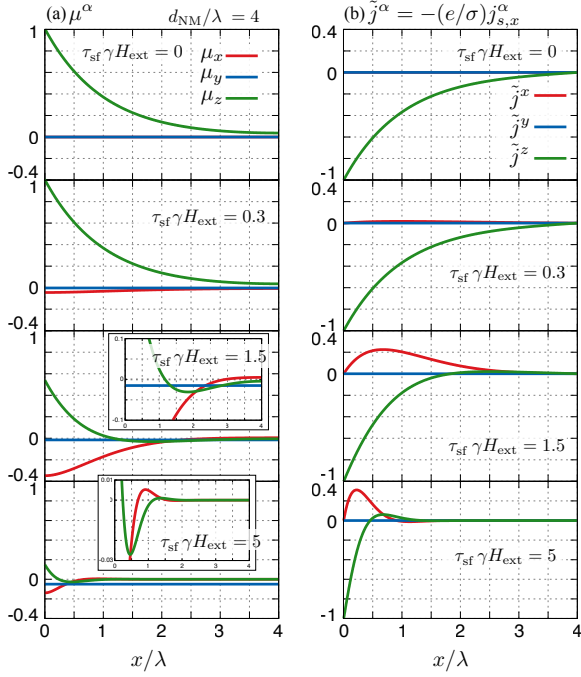 (a) μ^α d_NM/λ = 4
1
0
-0.4
τ_sf γH_ext = 0
μ_x
μ_y
μ_z
1
0
-0.4
τ_sf γH_ext = 0.3
1
0
-0.4
0.1
0
-0.1
0 1 2 3 4
τ_sf γH_ext = 1.5
1
0
-0.4
0.01
-0.03
0 1 2 3 4
τ_sf γH_ext = 5
0 1 2 3 4
x/λ
(b) j̃^α = −(e/σ)j^α_{s,x}
0.4
0
-1
τ_sf γH_ext = 0
j̃^x
j̃^y
j̃^z
0.4
0
-1
τ_sf γH_ext = 0.3
1
0.4
0
-1
τ_sf γH_ext = 1.5
0.4
0
-1
τ_sf γH_ext = 5
0 1 2 3 4
x/λ